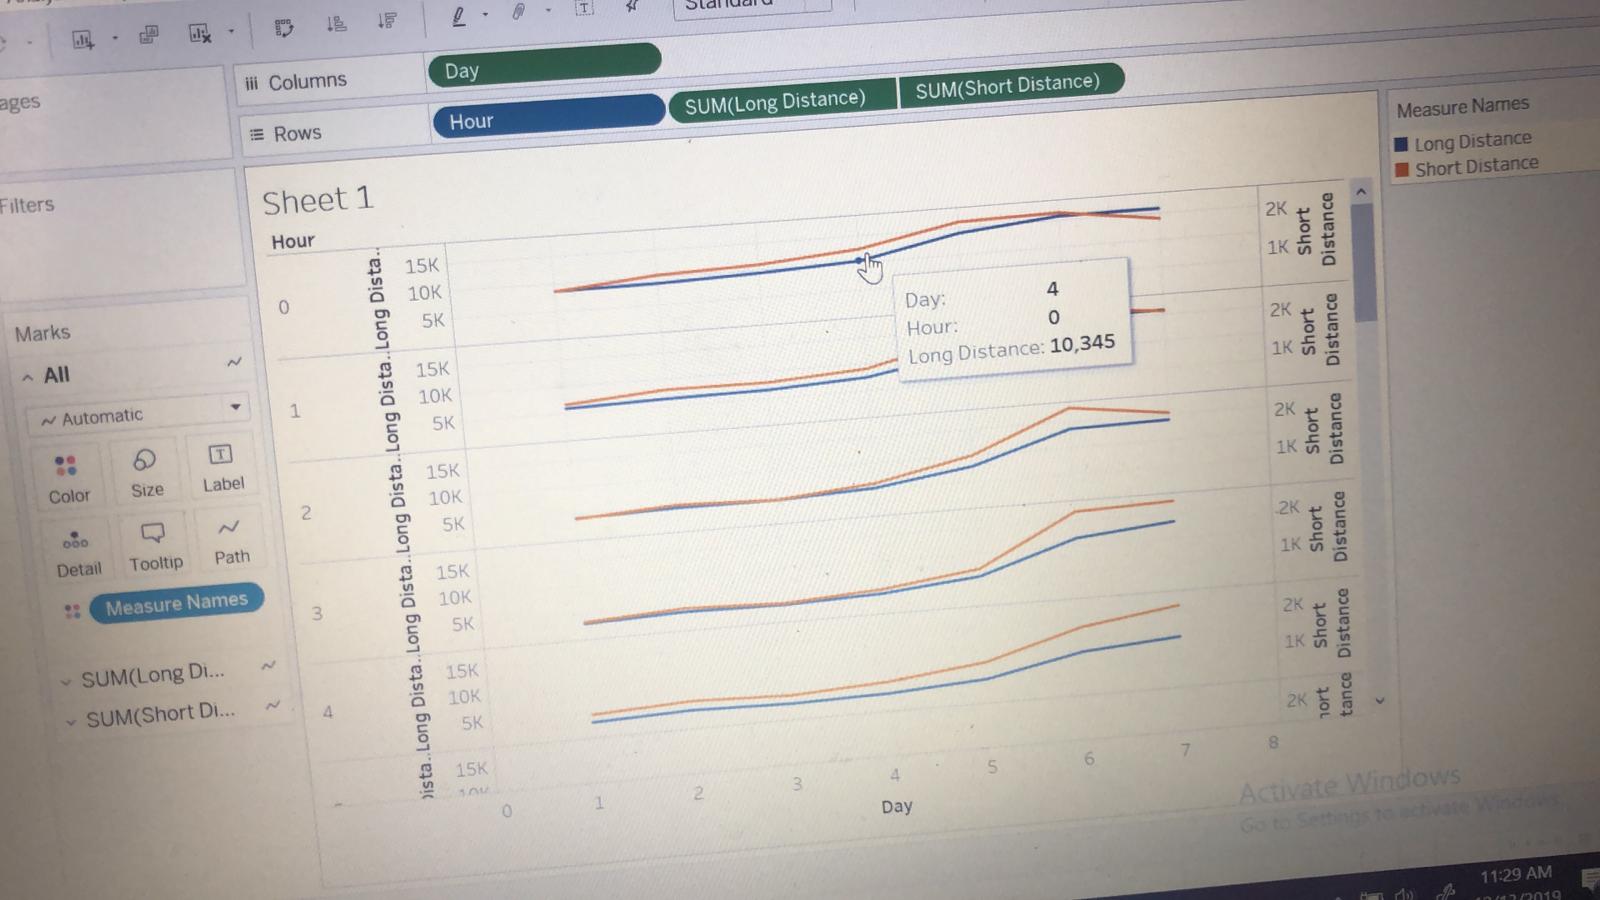 Standard
ages
Columns
Day
Rows
Hour
SUM(Long Distance)
SUM(Short Distance)
Measure Names
Long Distance
Short Distance
Filters
Sheet 1
Hour
Marks
All
Automatic
Color
Size
Label
Detail
Tooltip
Path
Measure Names
SUM(Long Di...
SUM(Short Di...
0
Long Dista..
15K
10K
5K
2K
1K
Short
Distance
Day: 4
Hour: 0
Long Distance: 10,345
1
Long Dista..
15K
10K
5K
2K
1K
Short
Distance
2
Long Dista..
15K
10K
5K
2K
1K
Short
Distance
3
Long Dista..
15K
10K
5K
2K
1K
Short
Distance
4
Long Dista..
15K
10K
5K
2K
1K
Short
Distance
ista..
15K
2K
ort
tance
0 1 2 3 4 5 6 7 8
Day
Activate Windows
Go to Settings to activate Windows.
11:29 AM